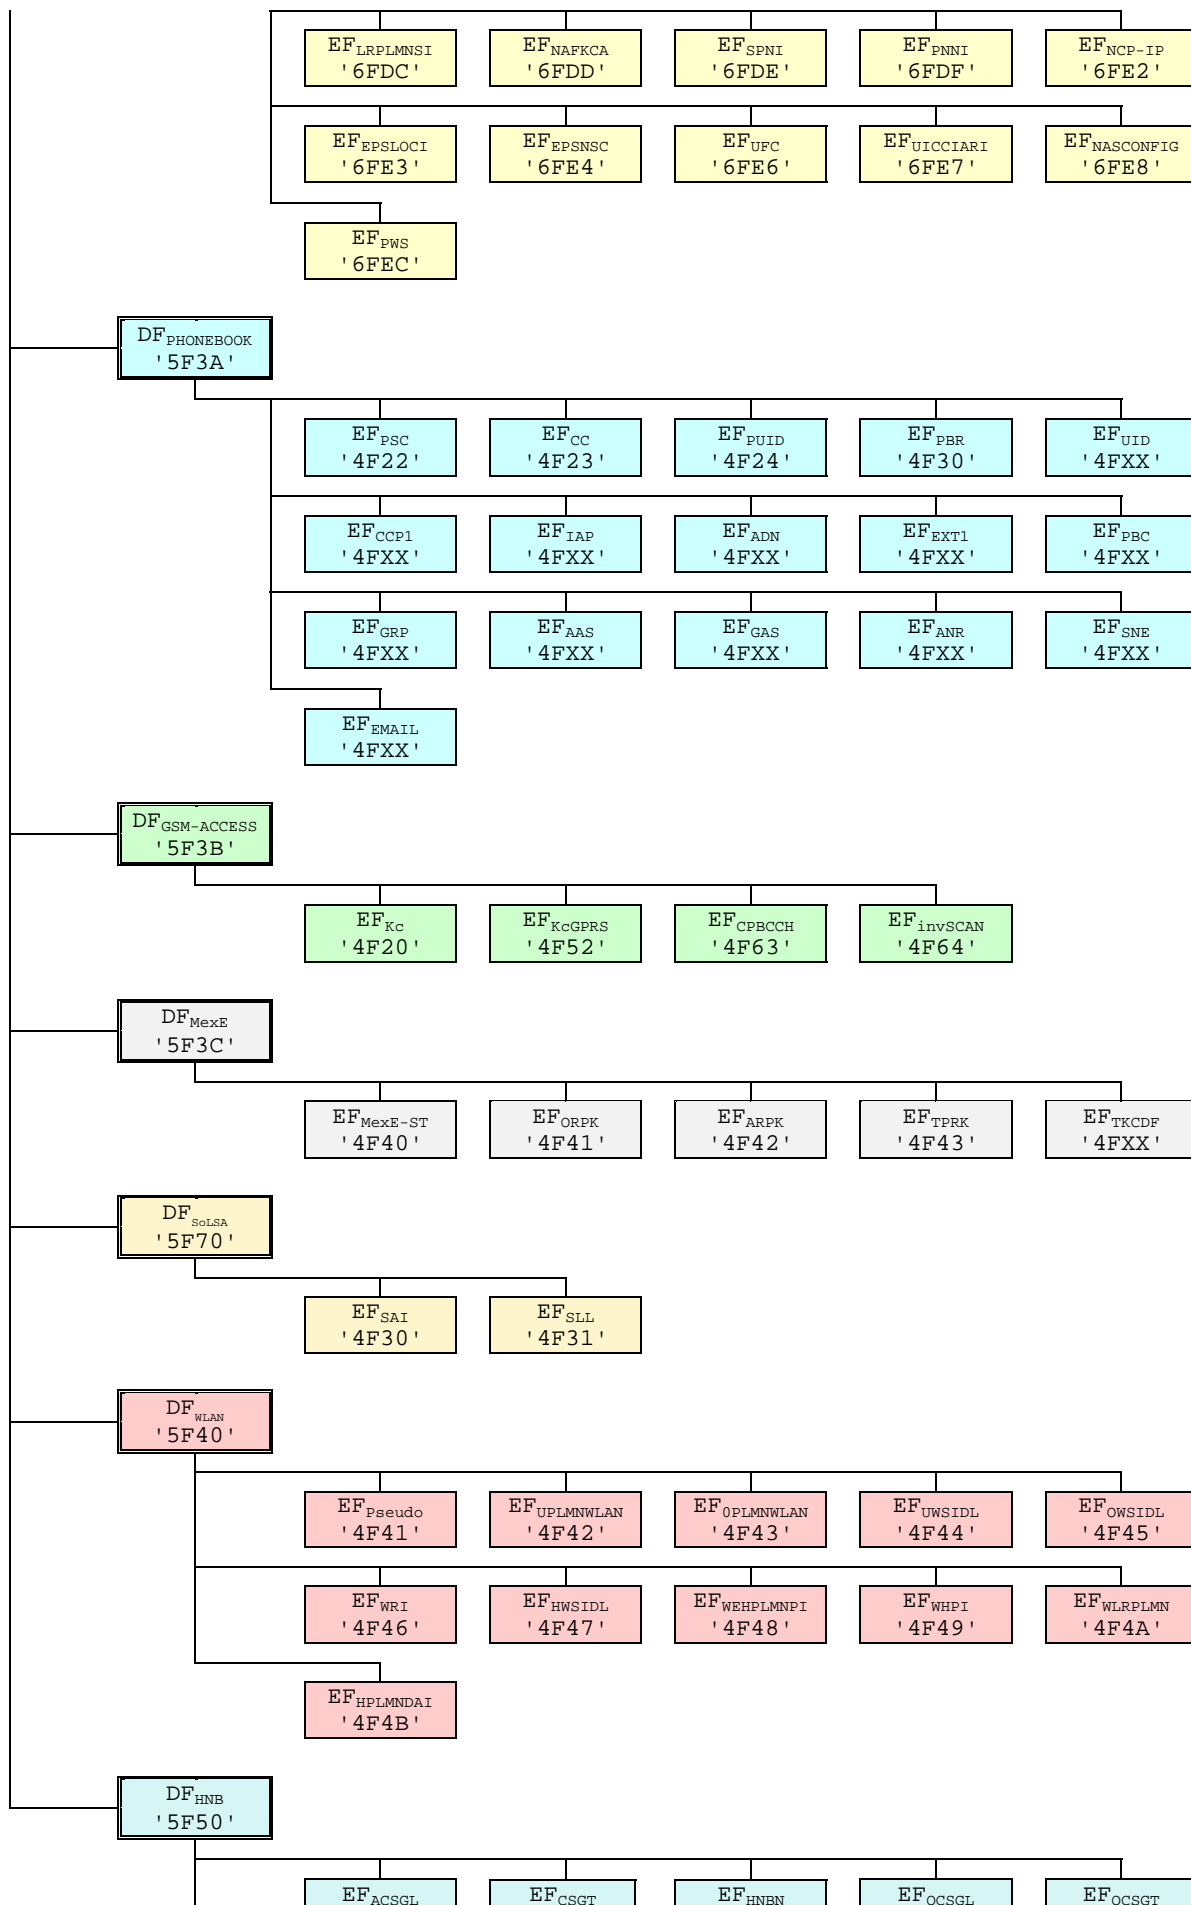 EFLRPLMNSI EFNAFKCA EFSPNI EFPNNI EFNCP-IP
'6FDC' '6FDD' '6FDE' '6FDF' '6FE2'
EFEPSLOCI EFEPSNSC EFUFC EFUICCIARI EFNASCONFIG
'6FE3' '6FE4' '6FE6' '6FE7' '6FE8'
EFPWS
'6FEC'
DFPHONEBOOK
'5F3A'
EFPSC EFCC EFPUID EFPBR EFUID
'4F22' '4F23' '4F24' '4F30' '4FXX'
EFCCP1 EFIAP EFADN EFEXT1 EFPBC
'4FXX' '4FXX' '4FXX' '4FXX' '4FXX'
EFGRP EFAAS EFGAS EFANR EFSNE
'4FXX' '4FXX' '4FXX' '4FXX' '4FXX'
EFEMAIL
'4FXX'
DFGSM-ACCESS
'5F3B'
EFKc EFKcGPRS EFCPBCCH EFinvSCAN
'4F20' '4F52' '4F63' '4F64'
DFMexE
'5F3C'
EFMexE-ST EFORPK EFARPK EFTPRK EFTKCDF
'4F40' '4F41' '4F42' '4F43' '4FXX'
DFSoLSA
'5F70'
EFSAI EFSLL
'4F30' '4F31'
DFWLAN
'5F40'
EFPseudo EFUPLMNWLAN EF0PLMNWLAN EFUWSIDL EFOWSIDL
'4F41' '4F42' '4F43' '4F44' '4F45'
EFWRI EFHWSIDL EFWEHPLMNPI EFWHPI EFWLRPLMN
'4F46' '4F47' '4F48' '4F49' '4F4A'
EFHPLMNDAI
'4F4B'
DFHNB
'5F50'
EFACSGL EFCSGT EFHNBN EFOCSGL EFOCSGT